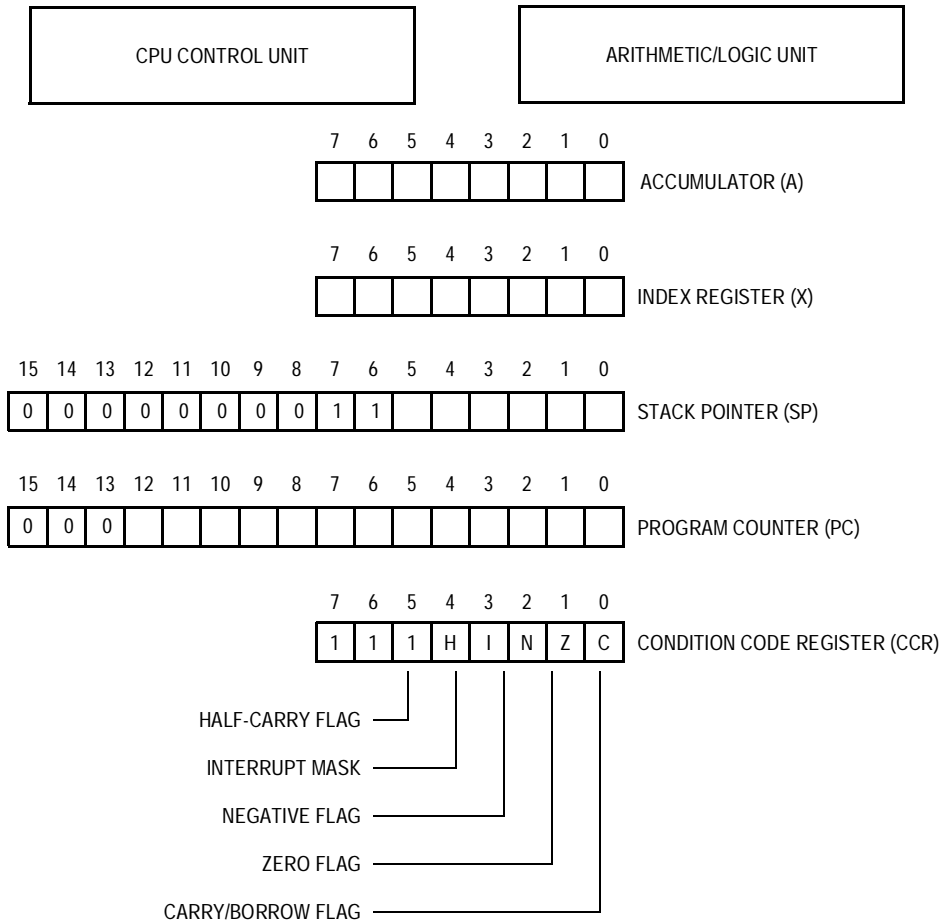 CPU CONTROL UNIT
ARITHMETIC/LOGIC UNIT
7 6 5 4 3 2 1 0
ACCUMULATOR (A)
7 6 5 4 3 2 1 0
INDEX REGISTER (X)
15 14 13 12 11 10 9 8 7 6 5 4 3 2 1 0
0 0 0 0 0 0 0 0 1 1 STACK POINTER (SP)
15 14 13 12 11 10 9 8 7 6 5 4 3 2 1 0
0 0 0 PROGRAM COUNTER (PC)
7 6 5 4 3 2 1 0
1 1 1 H I N Z C CONDITION CODE REGISTER (CCR)
HALF-CARRY FLAG
INTERRUPT MASK
NEGATIVE FLAG
ZERO FLAG
CARRY/BORROW FLAG